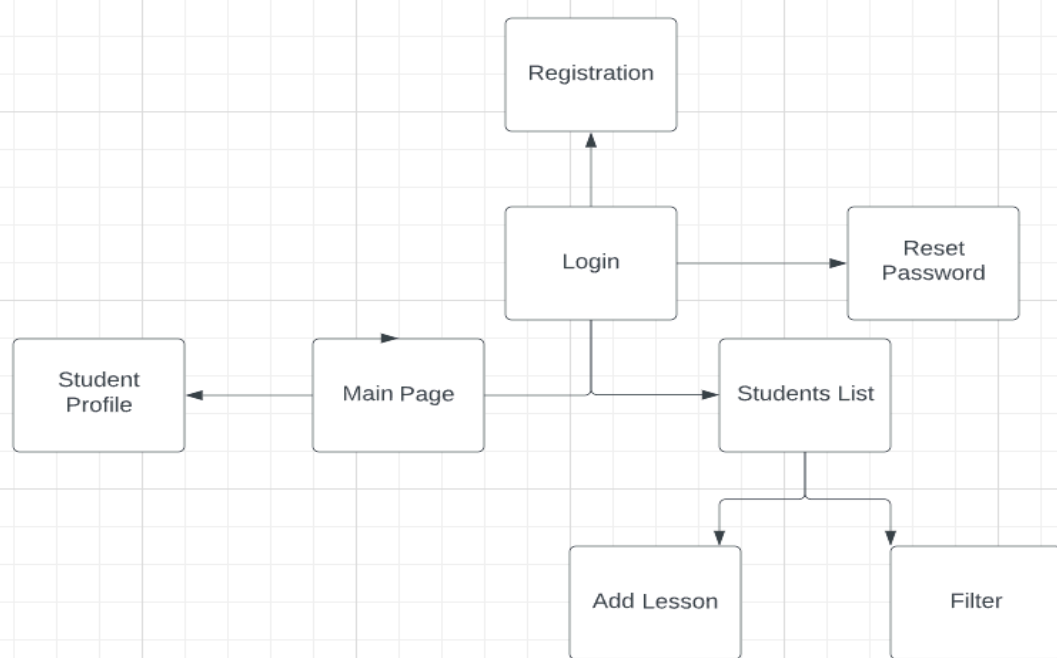 Registration
Login
Reset
Password
Student
Profile
Main Page
Students List
Add Lesson
Filter